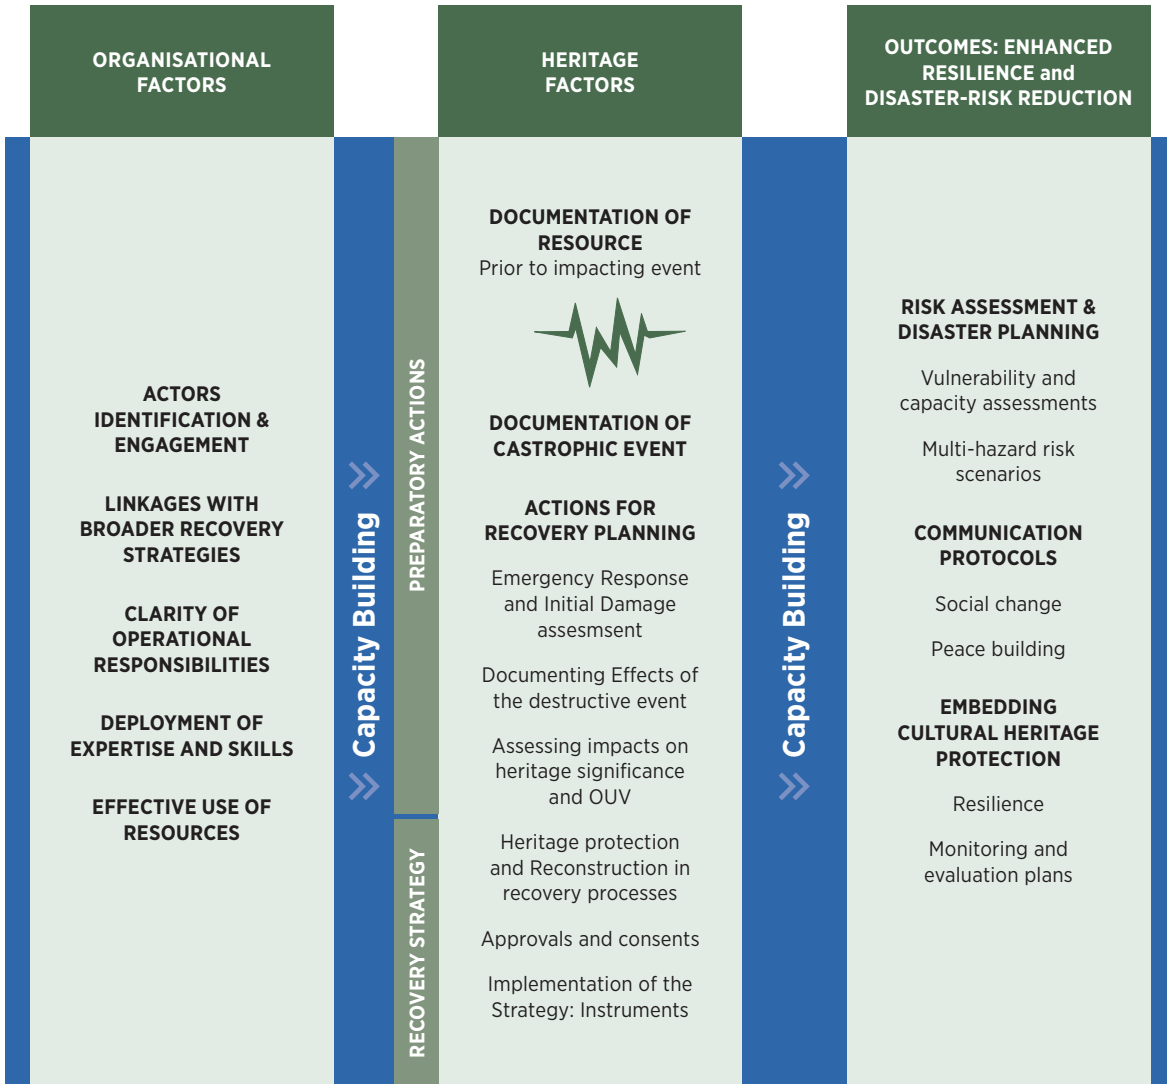 ORGANISATIONAL
FACTORS
ACTORS
IDENTIFICATION &
ENGAGEMENT
LINKAGES WITH
BROADER RECOVERY
STRATEGIES
CLARITY OF
OPERATIONAL
RESPONSIBILITIES
DEPLOYMENT OF
EXPERTISE AND SKILLS
EFFECTIVE USE OF
RESOURCES
Capacity Building
PREPARATORY ACTIONS
RECOVERY STRATEGY
HERITAGE
FACTORS
DOCUMENTATION OF
RESOURCE
Prior to impacting event
DOCUMENTATION OF
CASTROPHIC EVENT
ACTIONS FOR
RECOVERY PLANNING
Emergency Response
and Initial Damage
assesmsent
Documenting Effects of
the destructive event
Assessing impacts on
heritage significance
and OUV
Heritage protection
and Reconstruction in
recovery processes
Approvals and consents
Implementation of the
Strategy: Instruments
Capacity Building
OUTCOMES: ENHANCED
RESILIENCE and
DISASTER-RISK REDUCTION
RISK ASSESSMENT &
DISASTER PLANNING
Vulnerability and
capacity assessments
Multi-hazard risk
scenarios
COMMUNICATION
PROTOCOLS
Social change
Peace building
EMBEDDING
CULTURAL HERITAGE
PROTECTION
Resilience
Monitoring and
evaluation plans